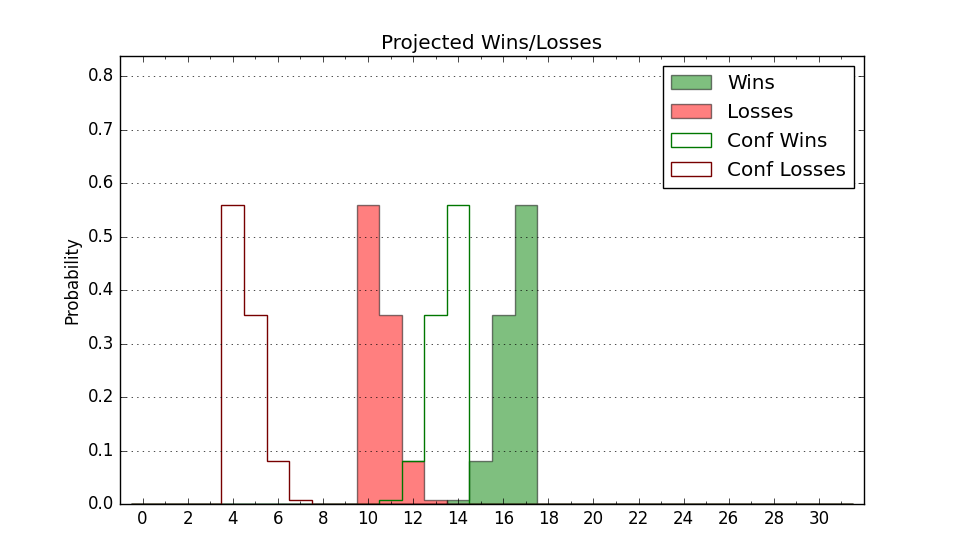 Projected Wins/Losses
Wins
Losses
Conf Wins
Conf Losses
Probability
0.8
0.7
0.6
0.5
0.4
0.3
0.2
0.1
0.0
0 2 4 6 8 10 12 14 16 18 20 22 24 26 28 30